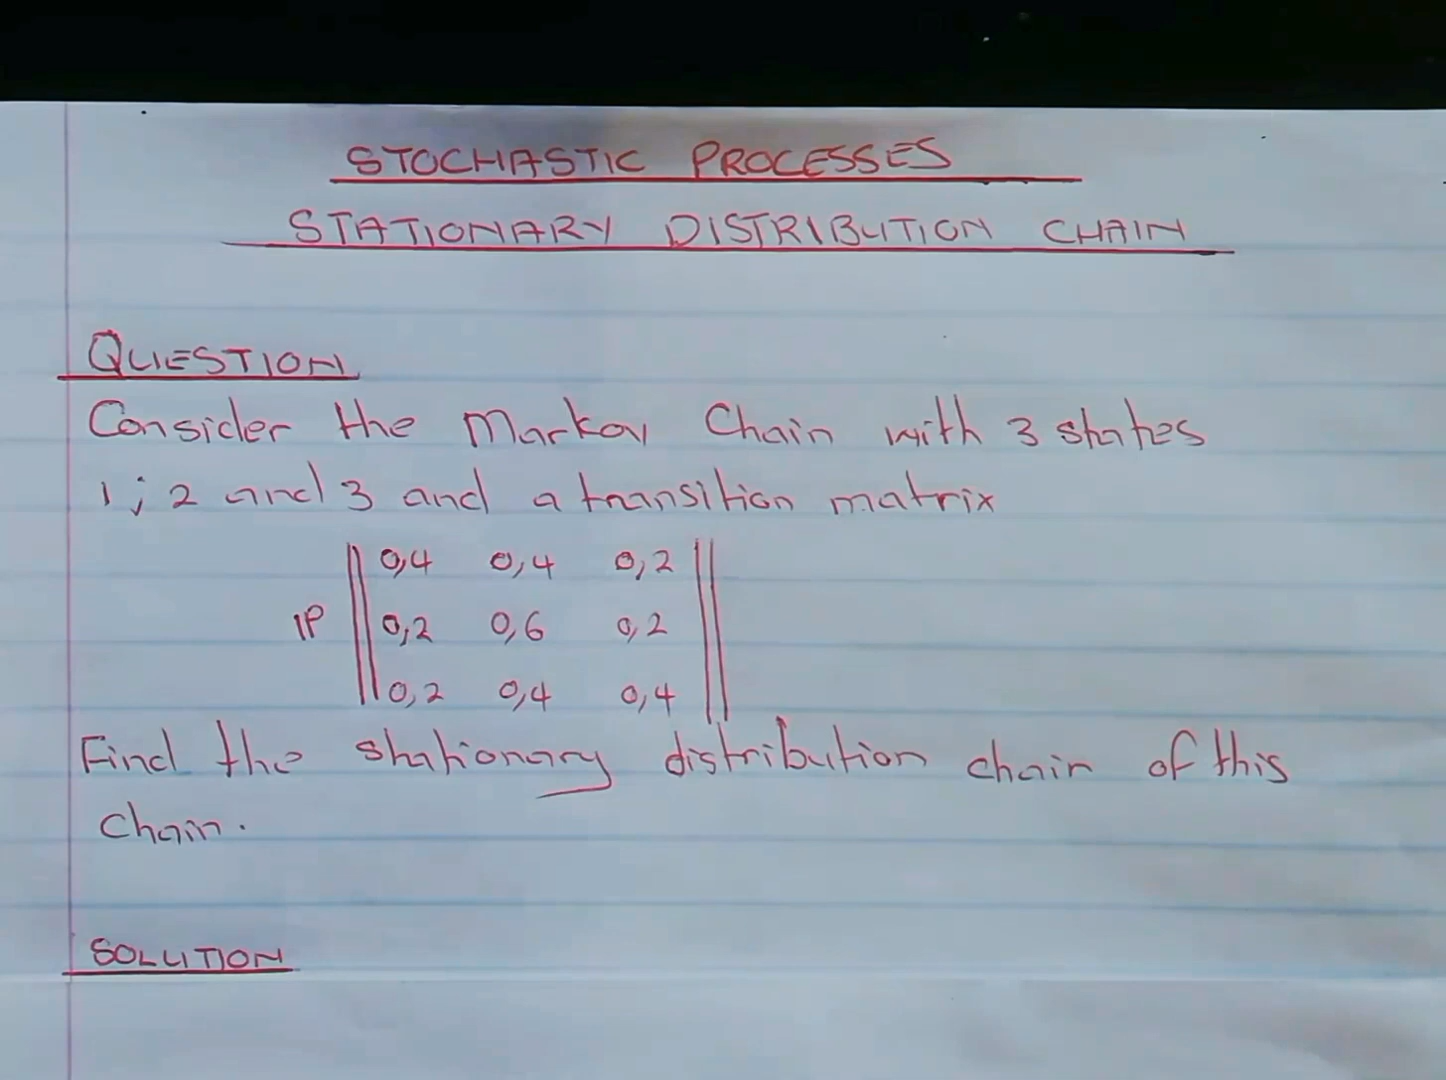 STOCHASTIC PROCESSES
STATIONARY DISTRIBUTION CHAIN
QUESTION
Consider the Markov Chain with 3 states
1; 2 and 3 and a transition matrix
0,4 0,4 0,2
IP 0,2 0,6 0,2
0,2 0,4 0,4
Find the stationary distribution chain of this
chain.
SOLUTION